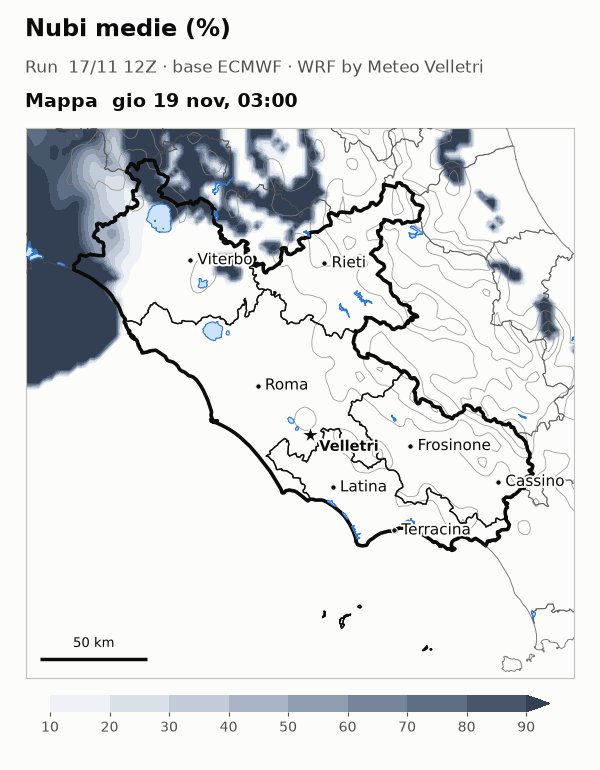 Nubi medie (%)
Run  17/11 12Z · base ECMWF · WRF by Meteo Velletri
Mappa  gio 19 nov, 03:00
Viterbo
Rieti
Roma
Velletri
Frosinone
Cassino
Latina
Terracina
50 km
10 20 30 40 50 60 70 80 90